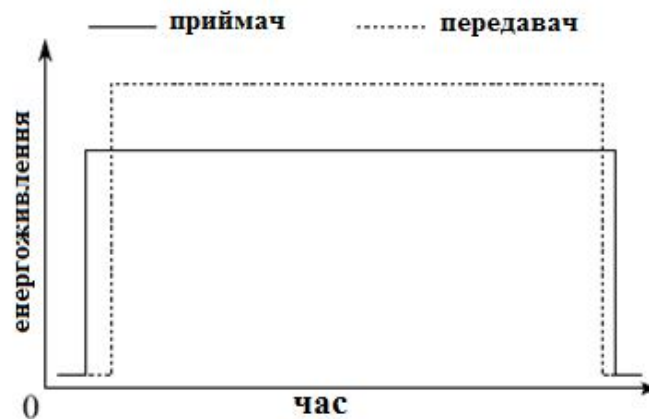 приймач передавач
енергоживлення
0
час